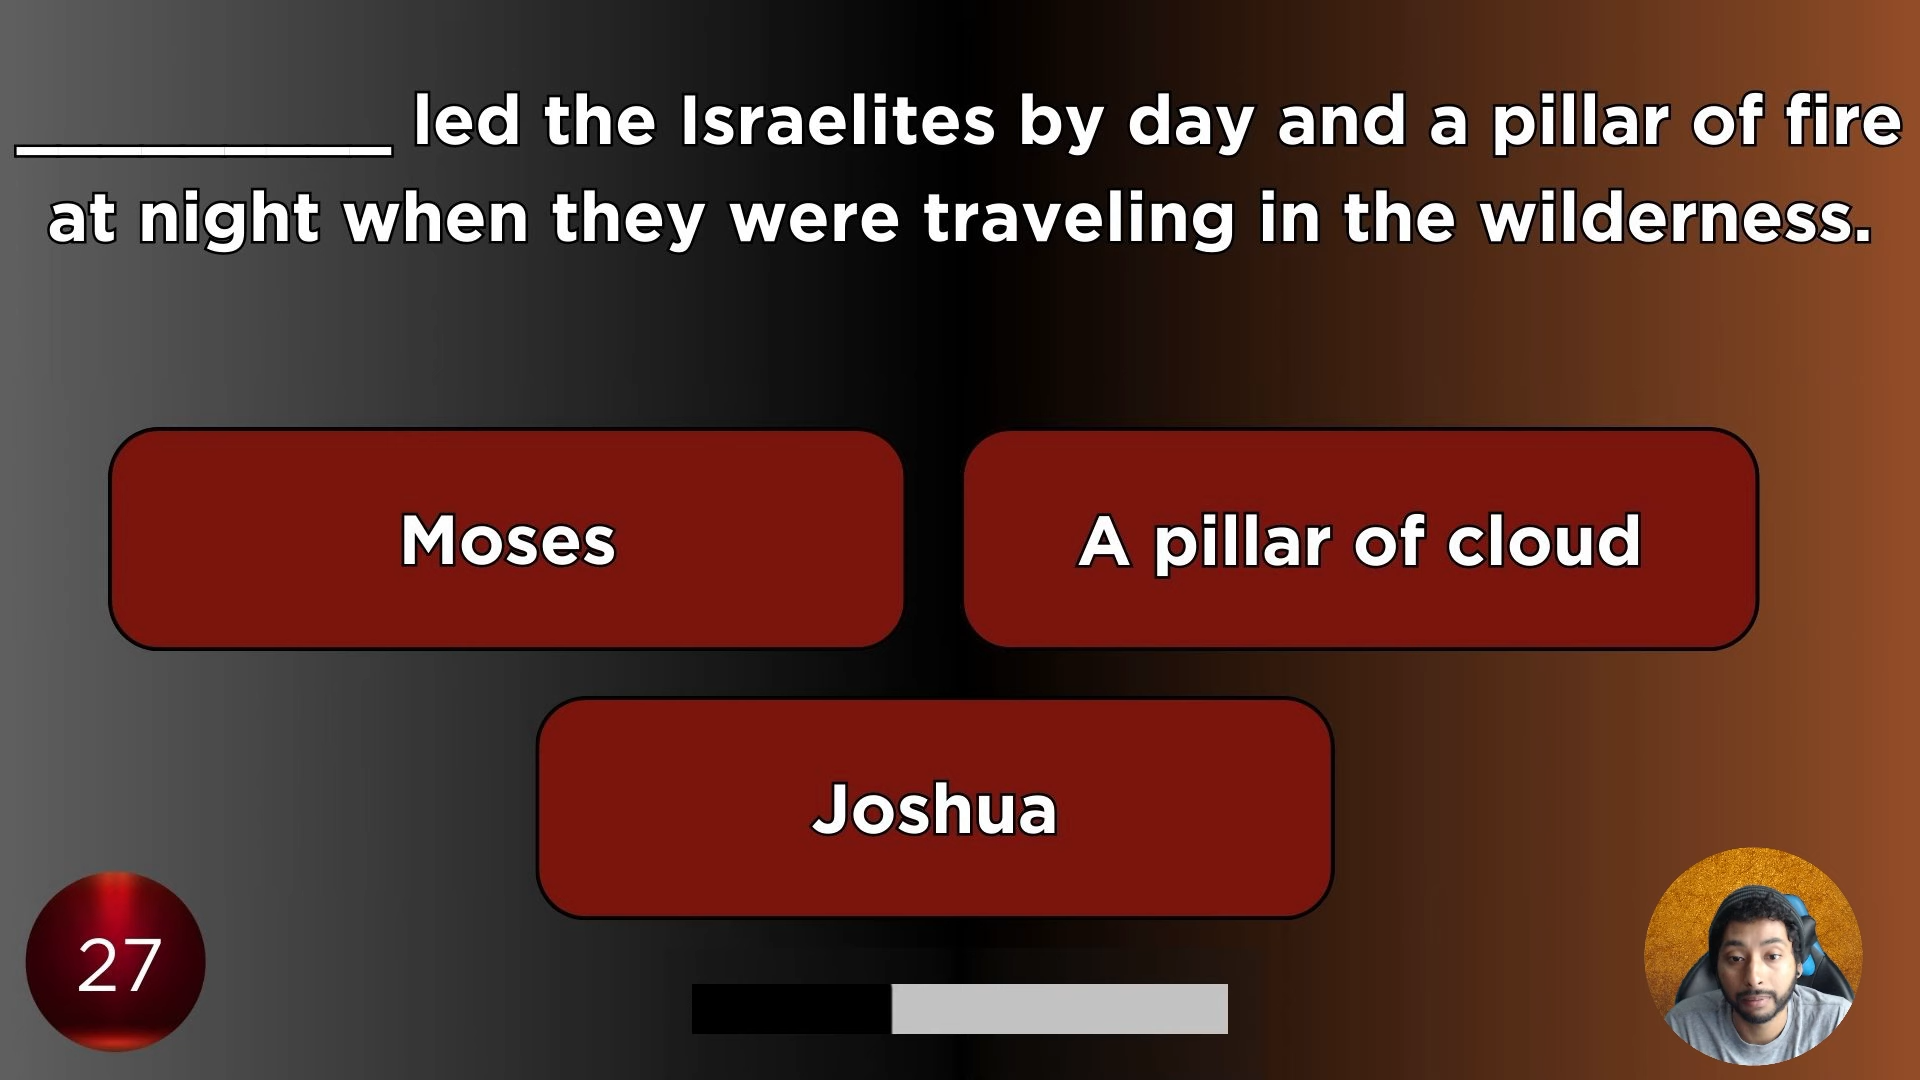 _________ led the Israelites by day and a pillar of fire
at night when they were traveling in the wilderness.
Moses
A pillar of cloud
Joshua
27